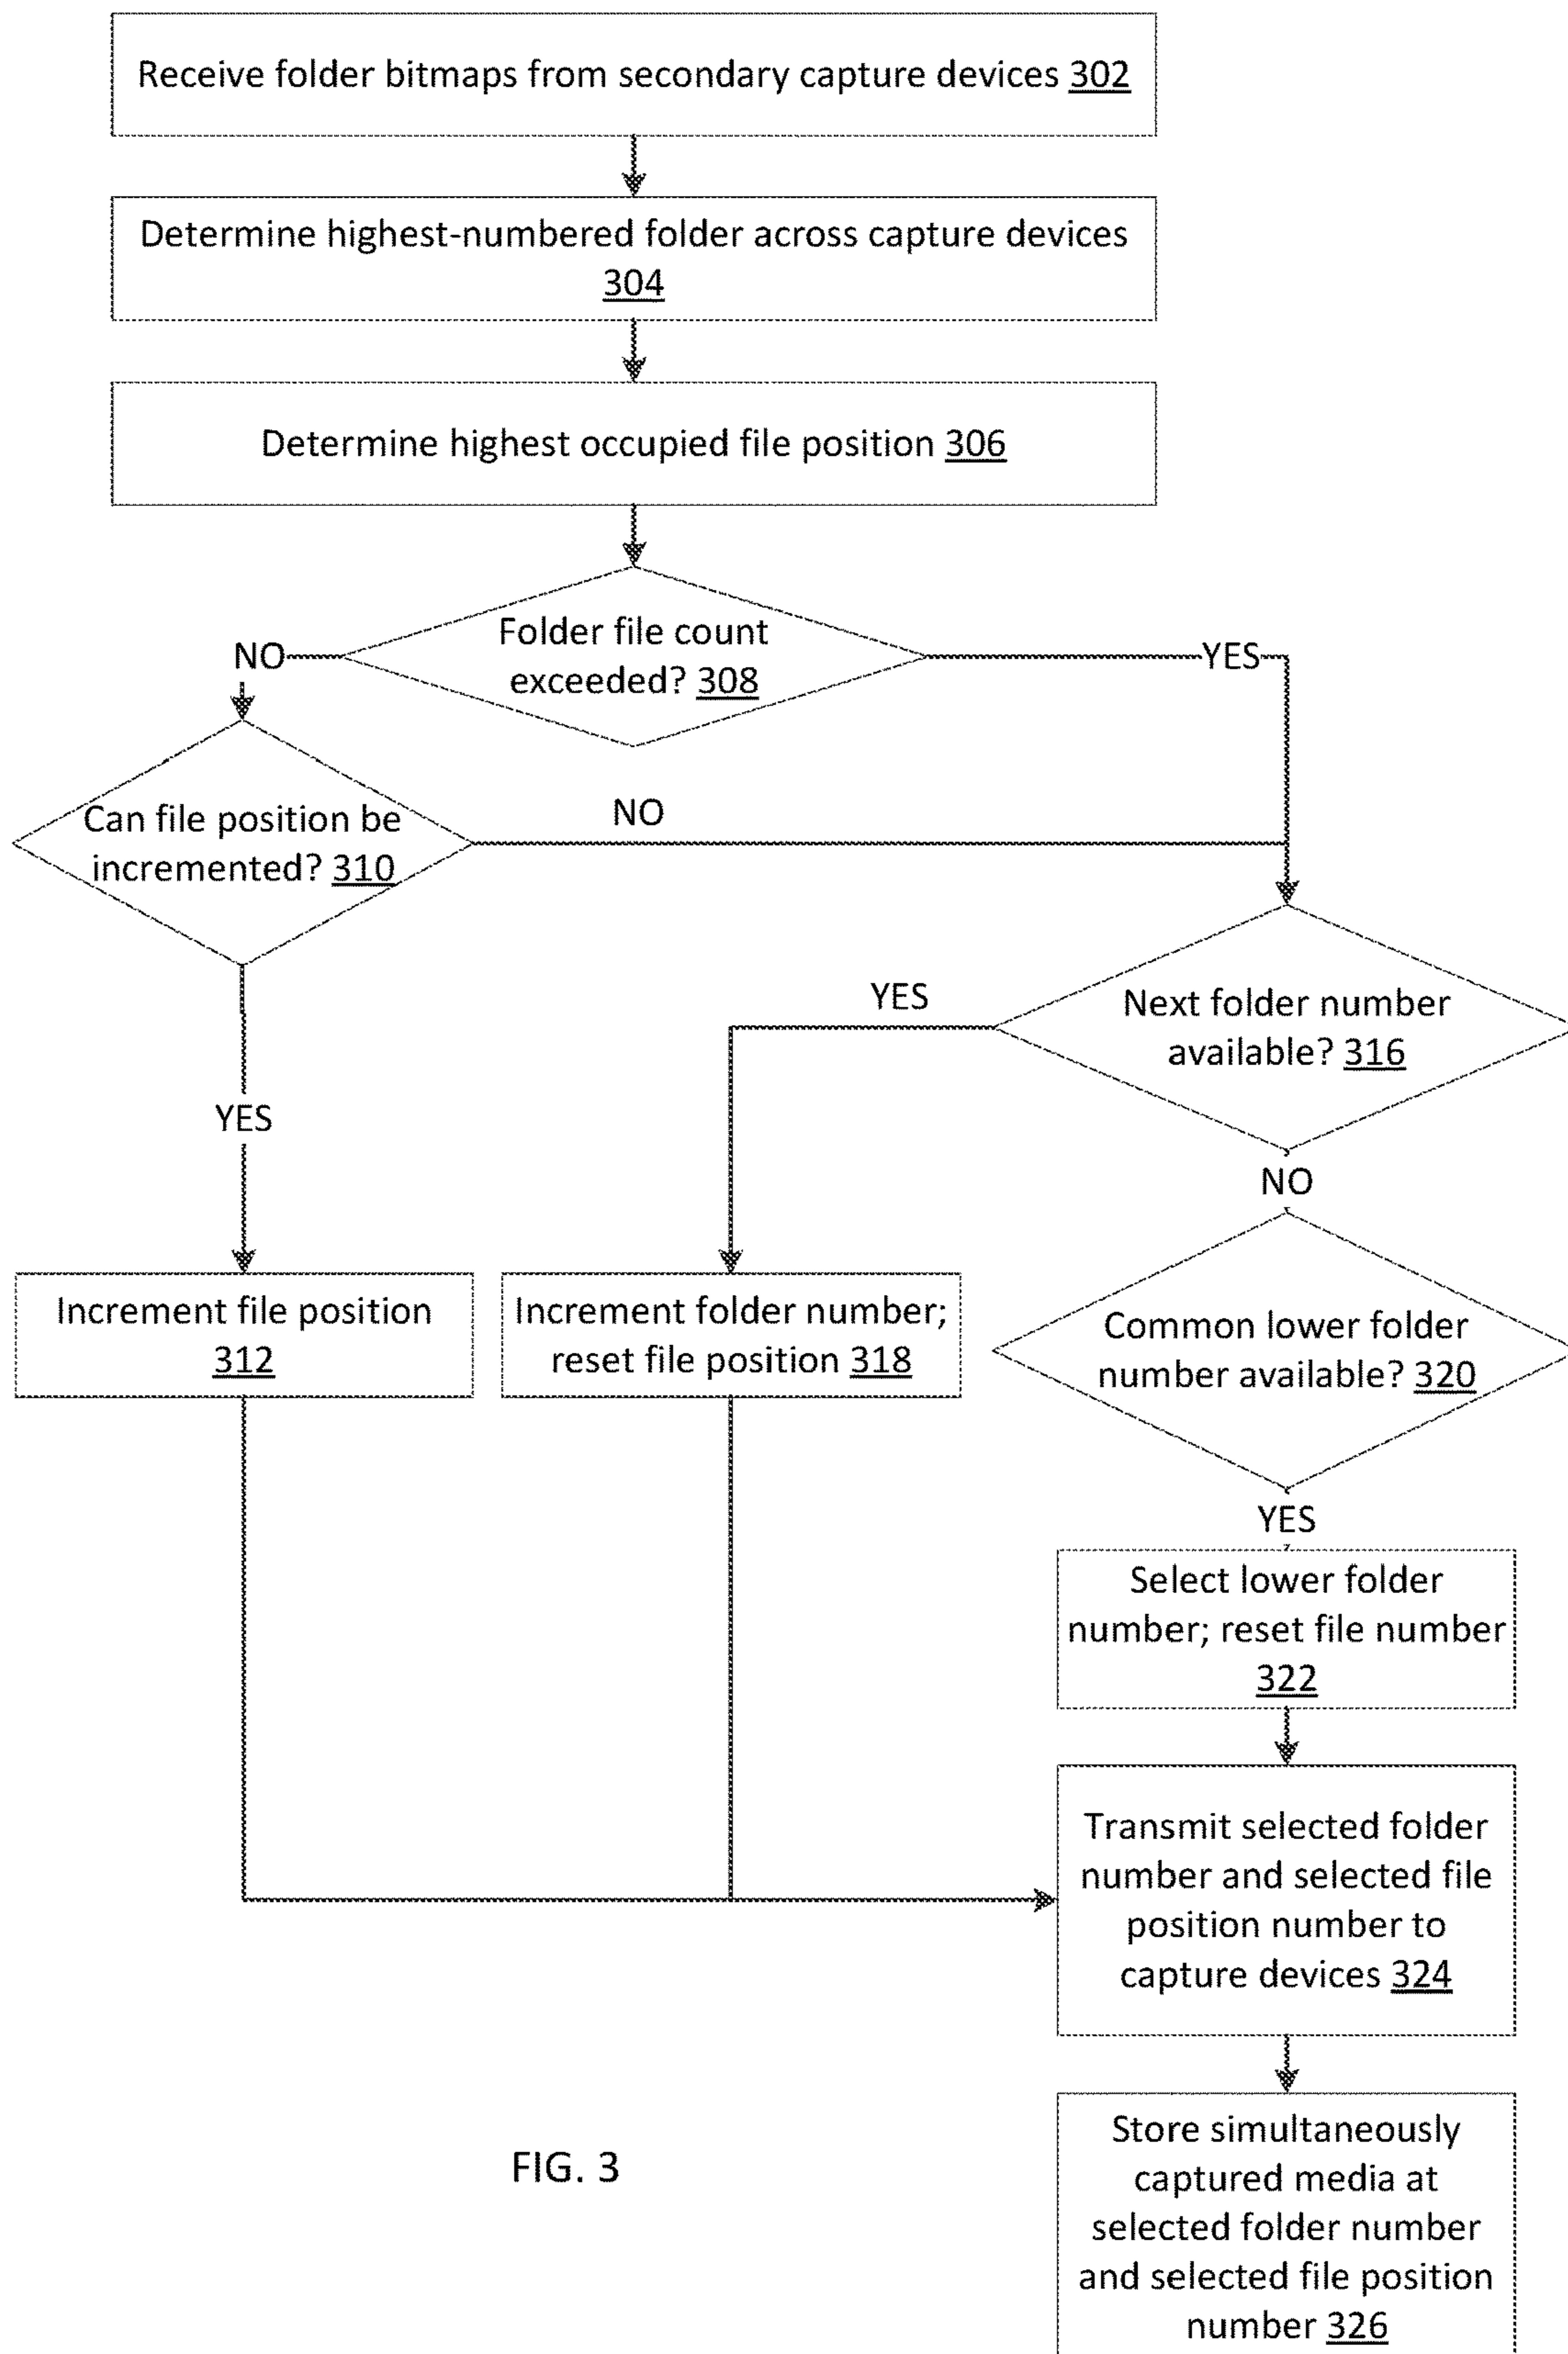 Receive folder bitmaps from secondary capture devices 302
Determine highest-numbered folder across capture devices
304
Determine highest occupied file position 306
Folder file count
exceeded? 308
NO
YES
Can file position be
incremented? 310
NO
YES
Next folder number
available? 316
YES
NO
Increment file position
312
Increment folder number;
reset file position 318
Common lower folder
number available? 320
YES
Select lower folder
number; reset file number
322
Transmit selected folder
number and selected file
position number to
capture devices 324
Store simultaneously
captured media at
selected folder number
and selected file position
number 326
FIG. 3